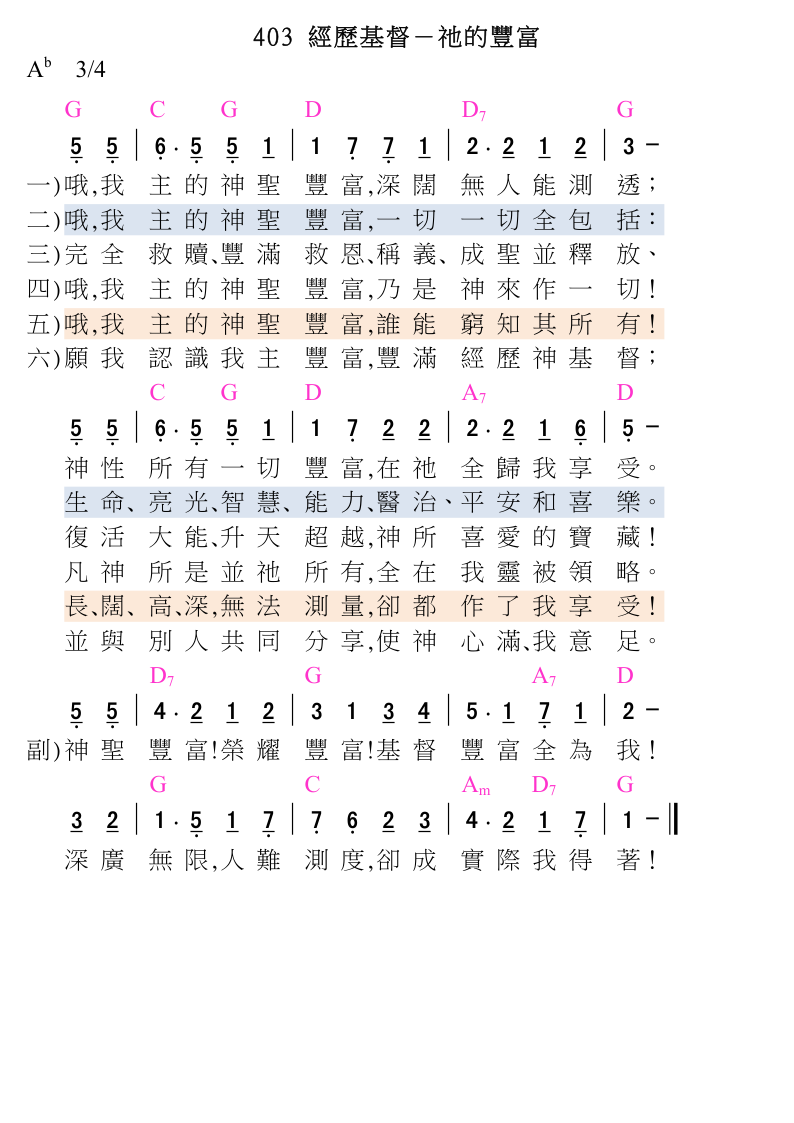 403 經歷基督－祂的豐富
A♭ 3/4
G C G D D7 G
5 5 | 6 · 5 5 1 | 1 7 7 1 | 2 · 2 1 2 | 3 －
一)哦,我 主的神聖 豐富,深闊 無人能測 透；
二)哦,我 主的神聖 豐富,一切 一切全包 括：
三)完全 救贖、豐滿 救恩、稱義、成聖並釋 放、
四)哦,我 主的神聖 豐富,乃是 神來作一 切！
五)哦,我 主的神聖 豐富,誰能 窮知其所 有！
六)願我 認識我主 豐富,豐滿 經歷神基 督；
C G D A7 D
5 5 | 6 · 5 5 1 | 1 7 2 2 | 2 · 2 1 6 | 5 －
神性 所有一切 豐富,在祂 全歸我享 受。
生命、亮光、智慧、能力、醫治、平安和喜 樂。
復活 大能、升天 超越,神所 喜愛的寶 藏！
凡神 所是並祂 所有,全在 我靈被領 略。
長、闊、高、深,無法 測量,卻都 作了我享 受！
並與 別人共同 分享,使神 心滿、我意 足。
D7 G A7 D
5 5 | 4 · 2 1 2 | 3 1 3 4 | 5 · 1 7 1 | 2 －
副)神聖 豐富!榮耀 豐富!基督 豐富全為 我！
G C Am D7 G
3 2 | 1 · 5 1 7 | 7 6 2 3 | 4 · 2 1 7 | 1 － ‖
深廣 無限,人難 測度,卻成 實際我得 著！